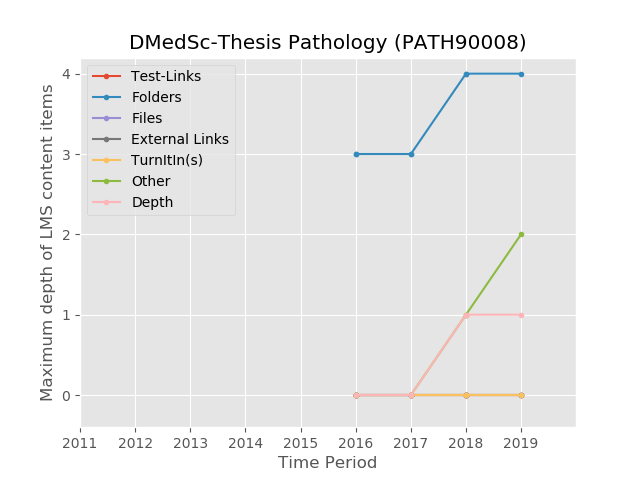 DMedSc-Thesis Pathology (PATH90008)
Test-Links
Folders
Files
External Links
TurnItIn(s)
Other
Depth
Maximum depth of LMS content items
4
3
2
1
0
2011 2012 2013 2014 2015 2016 2017 2018 2019
Time Period